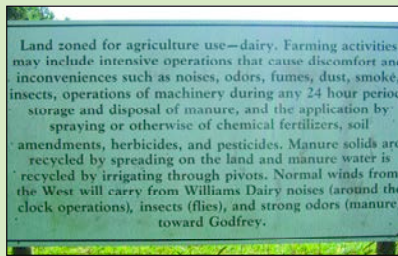 Land zoned for agriculture use—dairy. Farming activities
may include intensive operations that cause discomfort and
inconveniences such as noises, odors, fumes, dust, smoke,
insects, operations of machinery during any 24 hour period
storage and disposal of manure, and the application by
spraying or otherwise of chemical fertilizers, soil
amendments, herbicides, and pesticides. Manure solids are
recycled by spreading on the land and manure water is
recycled by irrigating through pivots. Normal winds from
the West will carry from Williams Dairy noises (around the
clock operations), insects (flies), and strong odors (manure
toward Godfrey.